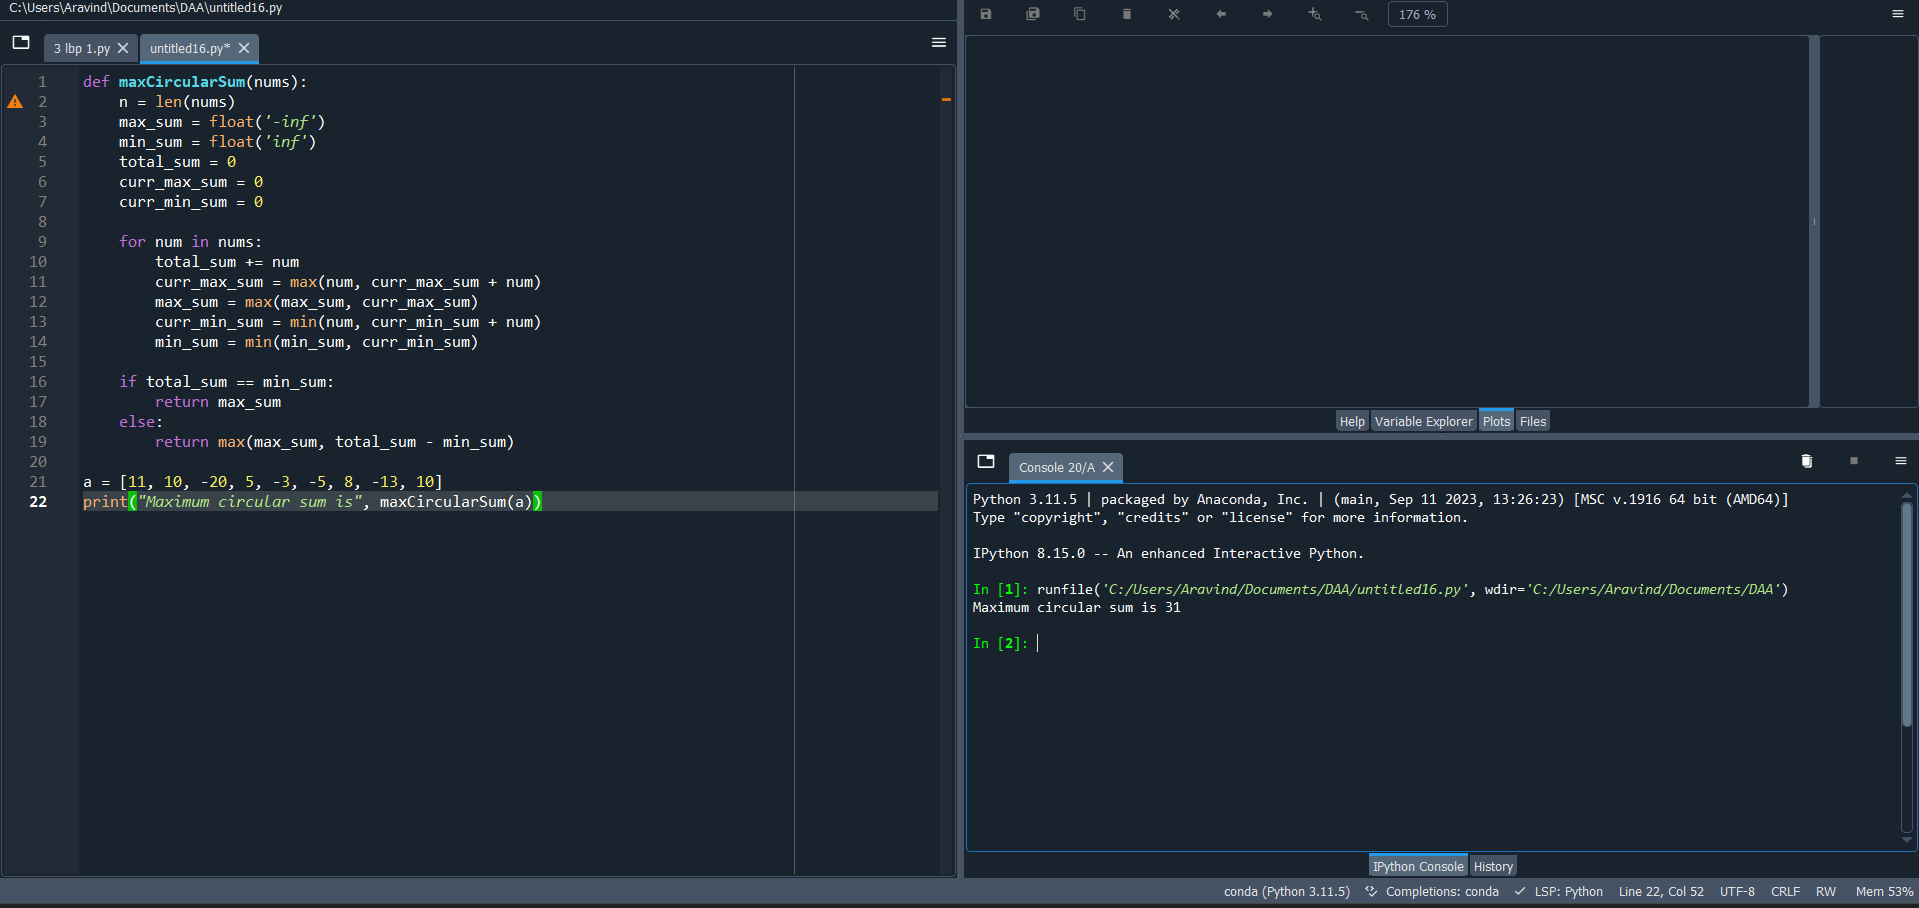 C:\Users\Aravind\Documents\DAA\untitled16.py
3 lbp 1.py
untitled16.py*
1 def maxCircularSum(nums):
2     n = len(nums)
3     max_sum = float('-inf')
4     min_sum = float('inf')
5     total_sum = 0
6     curr_max_sum = 0
7     curr_min_sum = 0
8
9     for num in nums:
10         total_sum += num
11         curr_max_sum = max(num, curr_max_sum + num)
12         max_sum = max(max_sum, curr_max_sum)
13         curr_min_sum = min(num, curr_min_sum + num)
14         min_sum = min(min_sum, curr_min_sum)
15
16     if total_sum == min_sum:
17         return max_sum
18     else:
19         return max(max_sum, total_sum - min_sum)
20
21 a = [11, 10, -20, 5, -3, -5, 8, -13, 10]
22 print("Maximum circular sum is", maxCircularSum(a))
176 %
Help Variable Explorer Plots Files
Console 20/A
Python 3.11.5 | packaged by Anaconda, Inc. | (main, Sep 11 2023, 13:26:23) [MSC v.1916 64 bit (AMD64)]
Type "copyright", "credits" or "license" for more information.
IPython 8.15.0 -- An enhanced Interactive Python.
In [1]: runfile('C:/Users/Aravind/Documents/DAA/untitled16.py', wdir='C:/Users/Aravind/Documents/DAA')
Maximum circular sum is 31
In [2]:
IPython Console History
conda (Python 3.11.5) Completions: conda LSP: Python Line 22, Col 52 UTF-8 CRLF RW Mem 53%